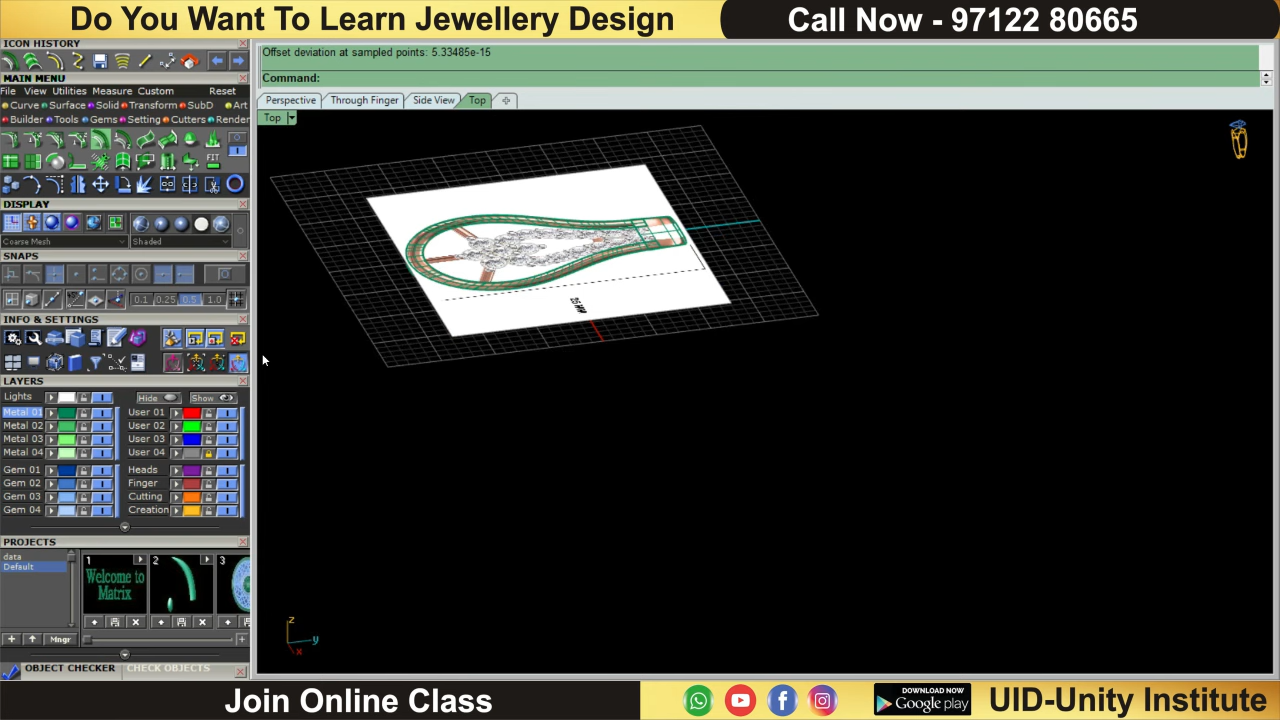 Do You Want To Learn Jewellery Design
Call Now - 97122 80665
ICON HISTORY
Offset deviation at sampled points: 5.33485e-15
Command:
MAIN MENU
File View Utilities Measure Custom Reset
Curve Surface Solid Transform SubD Art
Builder Tools Gems Setting Cutters Render
Perspective Through Finger Side View Top
Top
FIT
DISPLAY
Coarse Mesh Shaded
SNAPS
0.1 0.25 0.5 1.0
INFO & SETTINGS
25 MM
LAYERS
Lights Hide Show
Metal 01 User 01
Metal 02 User 02
Metal 03 User 03
Metal 04 User 04
Gem 01 Heads
Gem 02 Finger
Gem 03 Cutting
Gem 04 Creation
PROJECTS
data
Default
1 2 3
Welcome to
Matrix
Mngr
z
y
x
OBJECT CHECKER CHECK OBJECTS
Join Online Class
DOWNLOAD NOW
Google play
UID-Unity Institute